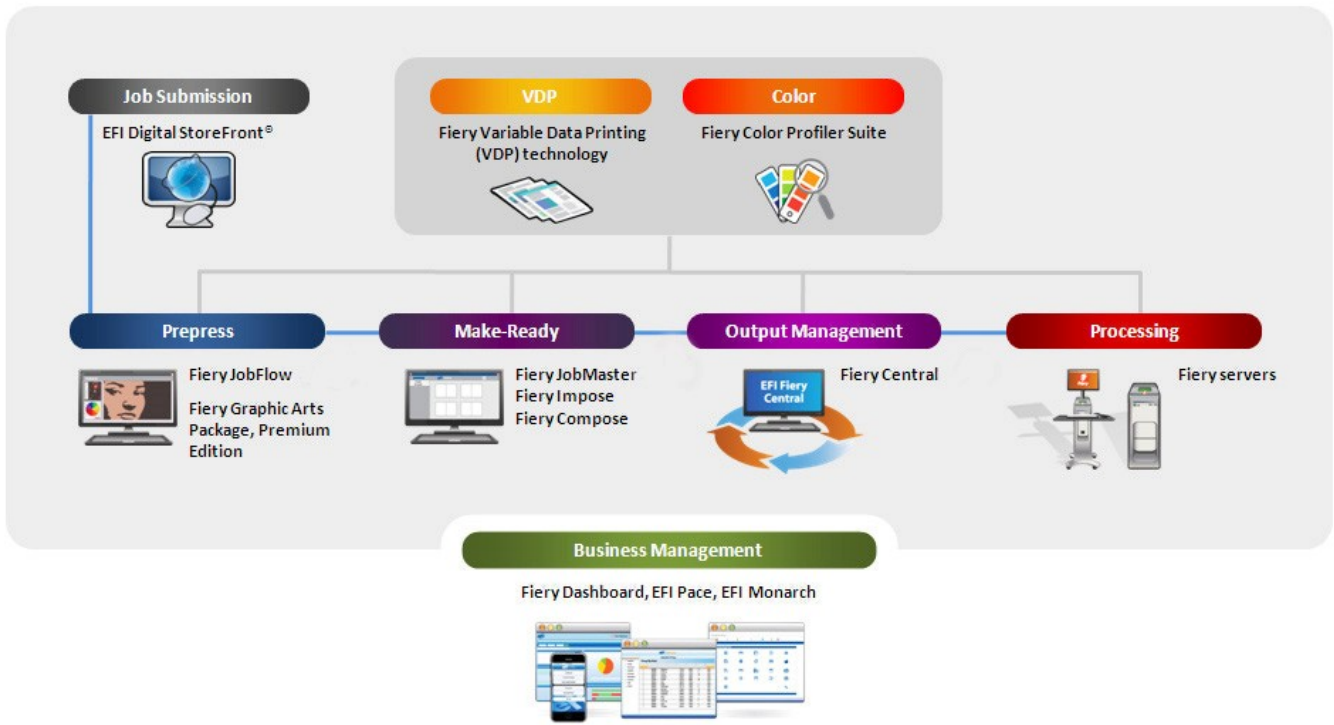 Job Submission
EFI Digital StoreFront®
VDP
Fiery Variable Data Printing
(VDP) technology
Color
Fiery Color Profiler Suite
Prepress
Fiery JobFlow
Fiery Graphic Arts
Package, Premium
Edition
Make-Ready
Fiery JobMaster
Fiery Impose
Fiery Compose
Output Management
EFI Fiery
Central
Fiery Central
Processing
Fiery servers
Business Management
Fiery Dashboard, EFI Pace, EFI Monarch